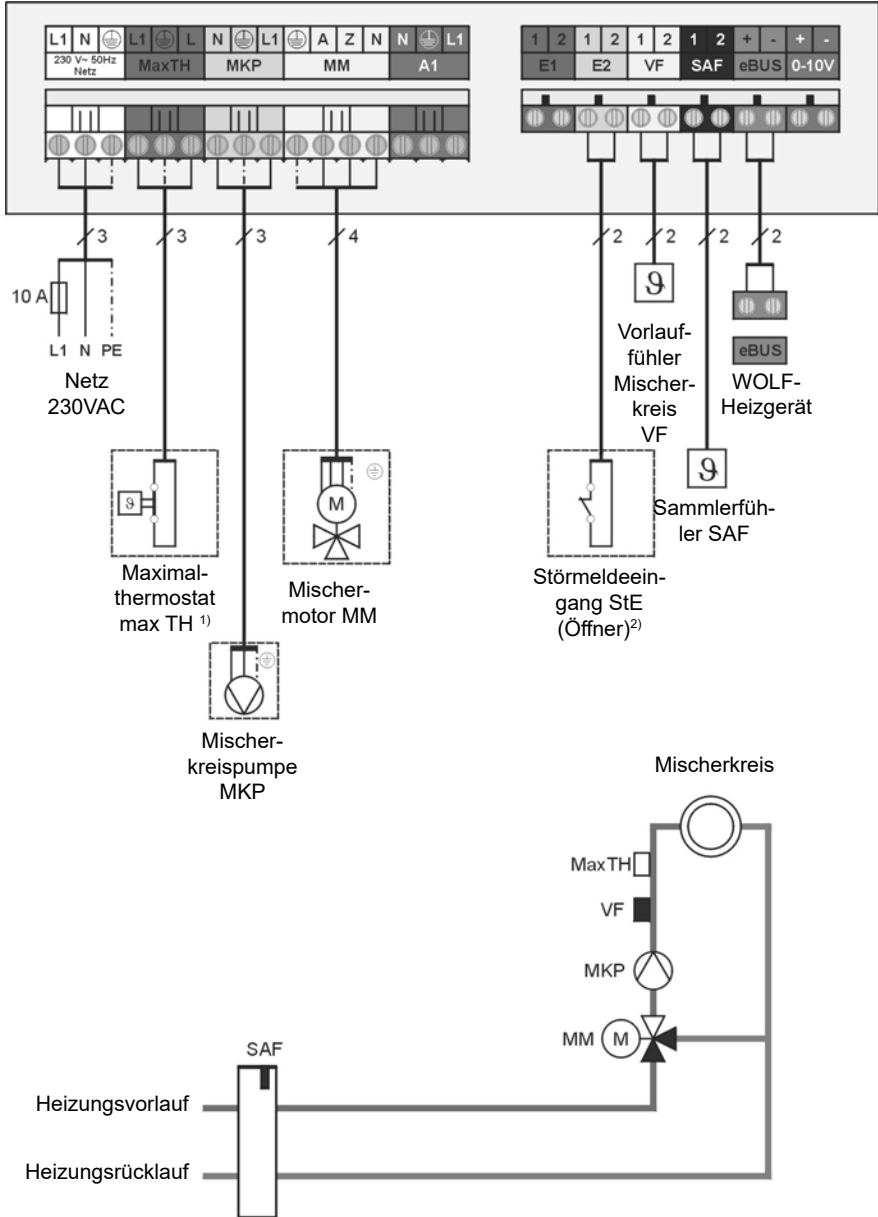 L1 N L1 L N L1 A Z N N L1
230 V~ 50Hz
Netz
MaxTH MKP MM A1
1 2 1 2 1 2 1 2 + - + -
E1 E2 VF SAF eBUS 0-10V
3 3 3 4 2 2 2 2
10 A
L1 N PE
Netz
230VAC
ϑ
Vorlauf-
fühler
Mischer-
kreis
VF
eBUS
WOLF-
Heizgerät
ϑ
Maximal-
thermostat
max TH 1)
M
Mischer-
motor MM
Störmeldeein-
gang StE
(Öffner)2)
ϑ
Sammlerfüh-
ler SAF
Mischer-
kreispumpe
MKP
Mischerkreis
MaxTH
VF
MKP
MM M
SAF
Heizungsvorlauf
Heizungsrücklauf